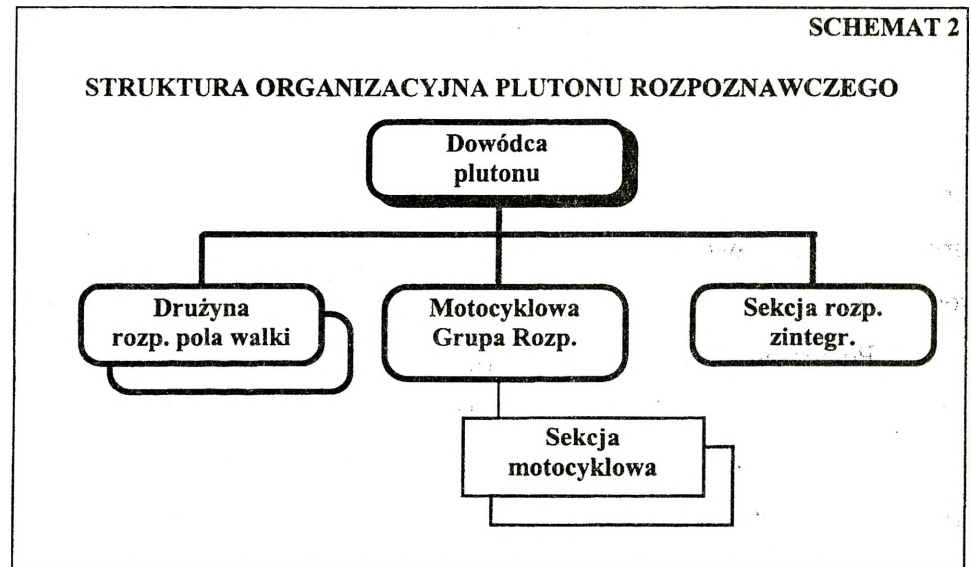 SCHEMAT 2
STRUKTURA ORGANIZACYJNA PLUTONU ROZPOZNAWCZEGO
Dowódca
plutonu
Drużyna
rozp. pola walki
Motocyklowa
Grupa Rozp.
Sekcja rozp.
zintegr.
Sekcja
motocyklowa